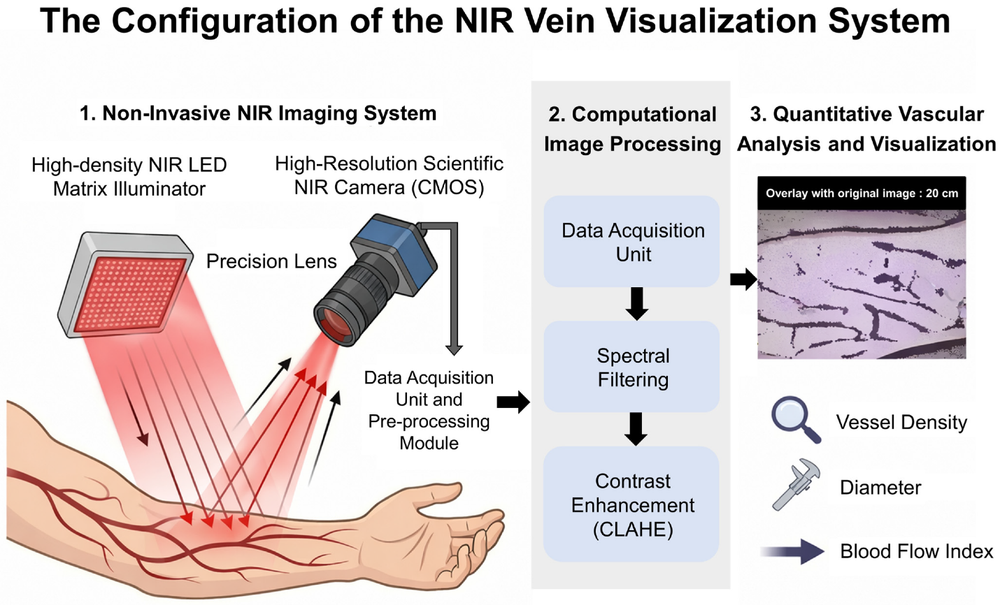 The Configuration of the NIR Vein Visualization System
1. Non-Invasive NIR Imaging System
High-density NIR LED
Matrix Illuminator
High-Resolution Scientific
NIR Camera (CMOS)
Precision Lens
Data Acquisition
Unit and
Pre-processing
Module
2. Computational
Image Processing
Data Acquisition
Unit
Spectral
Filtering
Contrast
Enhancement
(CLAHE)
3. Quantitative Vascular
Analysis and Visualization
Overlay with original image : 20 cm
Vessel Density
Diameter
Blood Flow Index